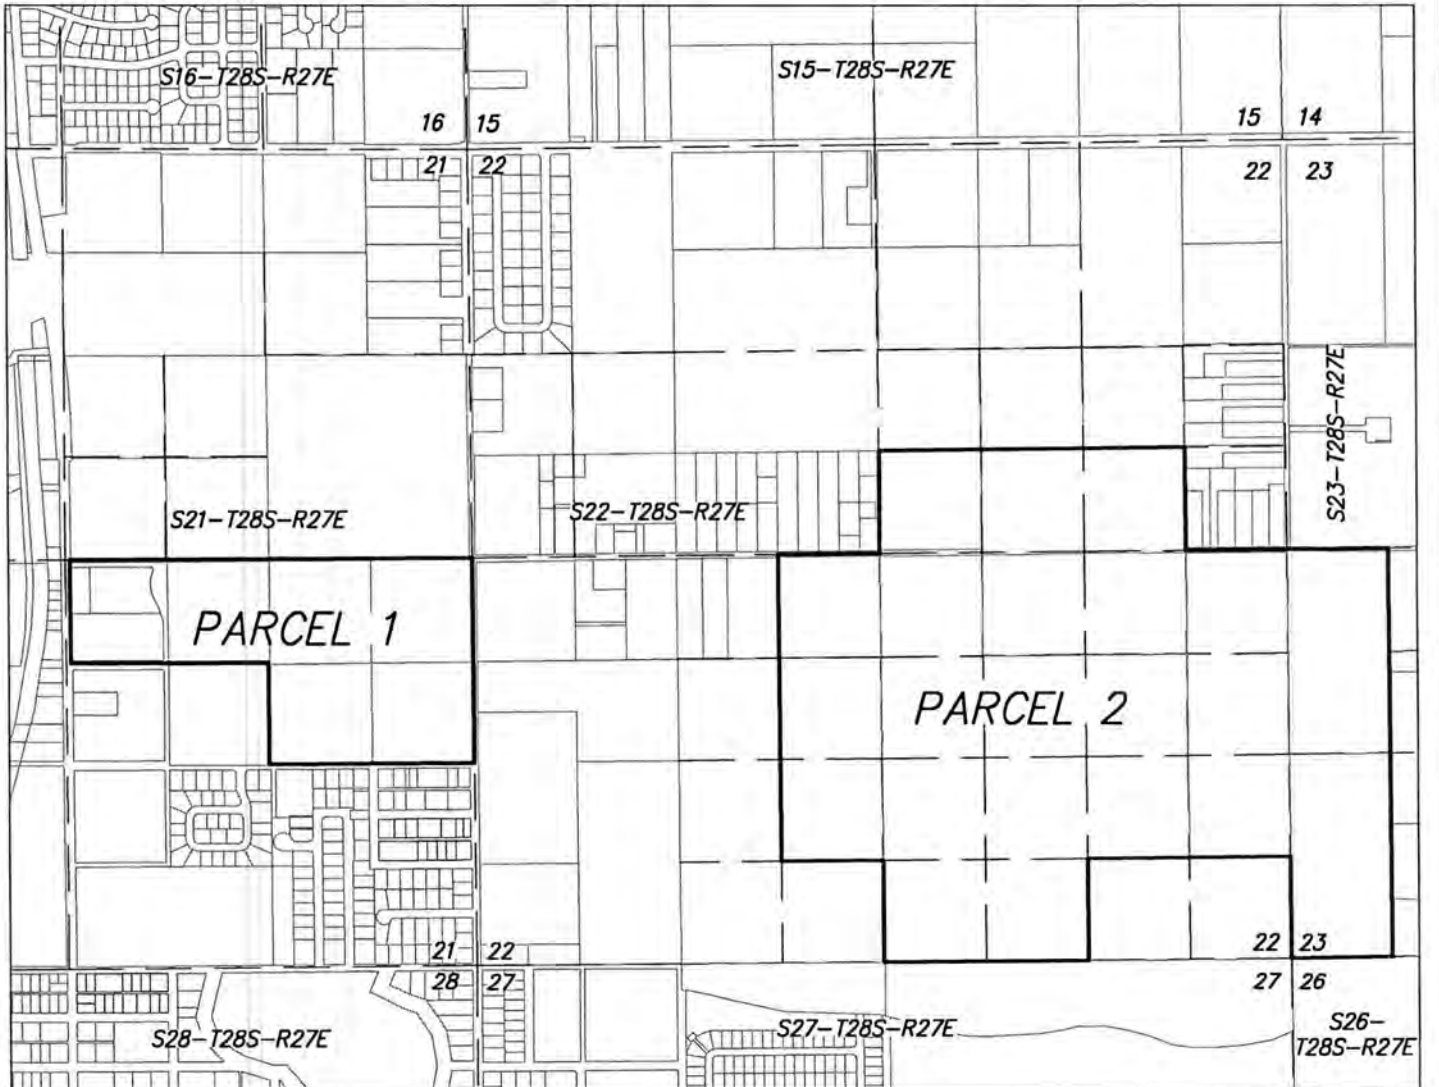 S16-T28S-R27E
S15-T28S-R27E
16 15
15 14
21 22
22 23
S23-T28S-R27E
S21-T28S-R27E
S22-T28S-R27E
PARCEL 1
PARCEL 2
21 22
22 23
28 27
27 26
S28-T28S-R27E
S27-T28S-R27E
S26-
T28S-R27E